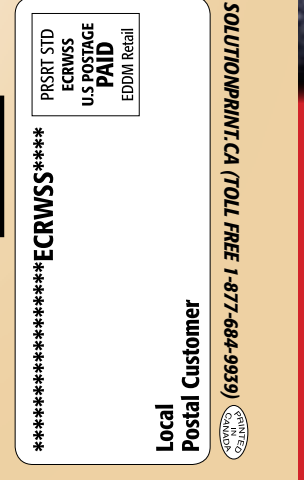 PRSRT STD
ECRWSS
U.S POSTAGE
PAID
EDDM Retail
*******************ECRWSS****
Local
Postal Customer
SOLUTIONPRINT.CA (TOLL FREE 1-877-684-9939)
PRINTED
IN
CANADA